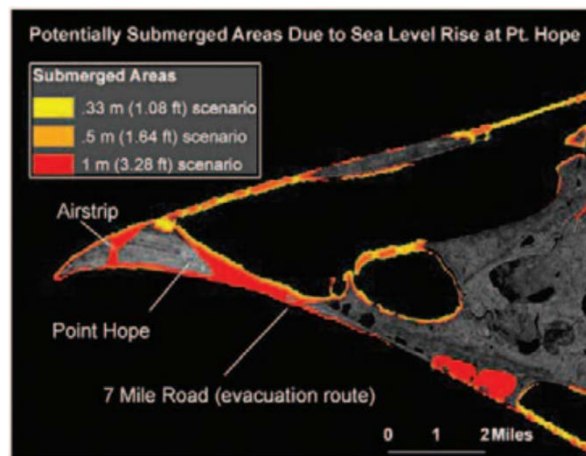 Potentially Submerged Areas Due to Sea Level Rise at Pt. Hope
Submerged Areas
.33 m (1.08 ft) scenario
.5 m (1.64 ft) scenario
1 m (3.28 ft) scenario
Airstrip
Point Hope
7 Mile Road (evacuation route)
0 1 2 Miles